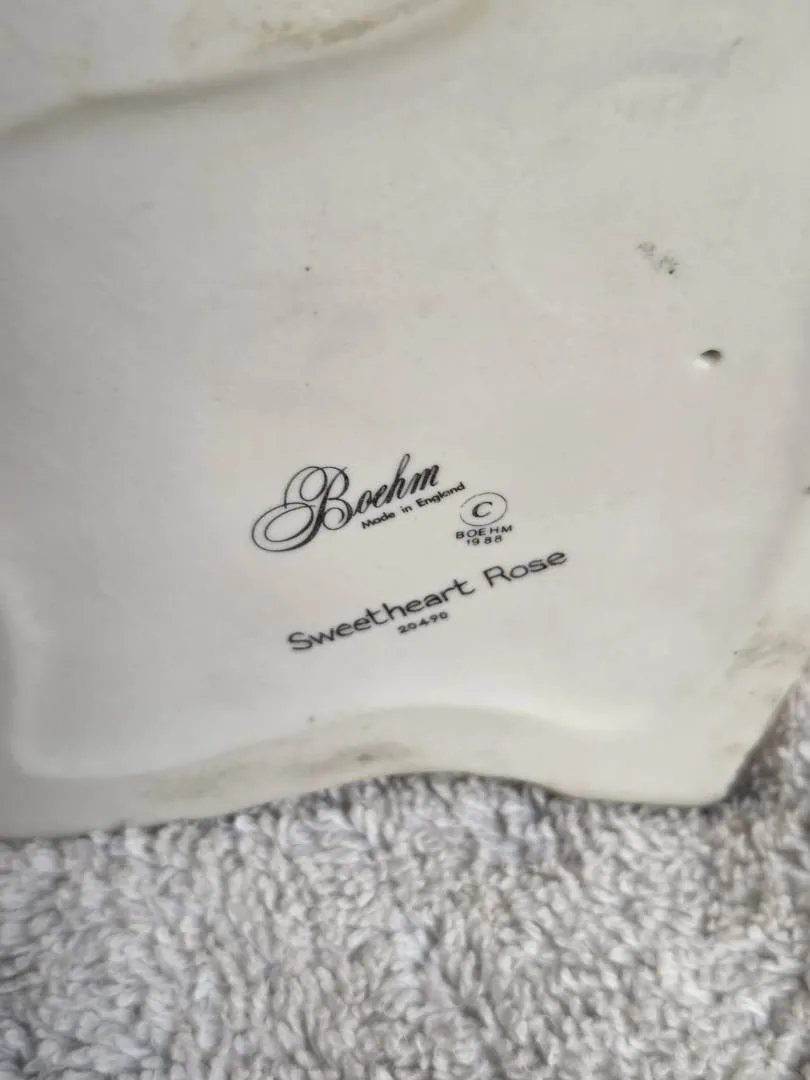 Boehm
Made in England
©
BOEHM
1988
Sweetheart Rose
20490